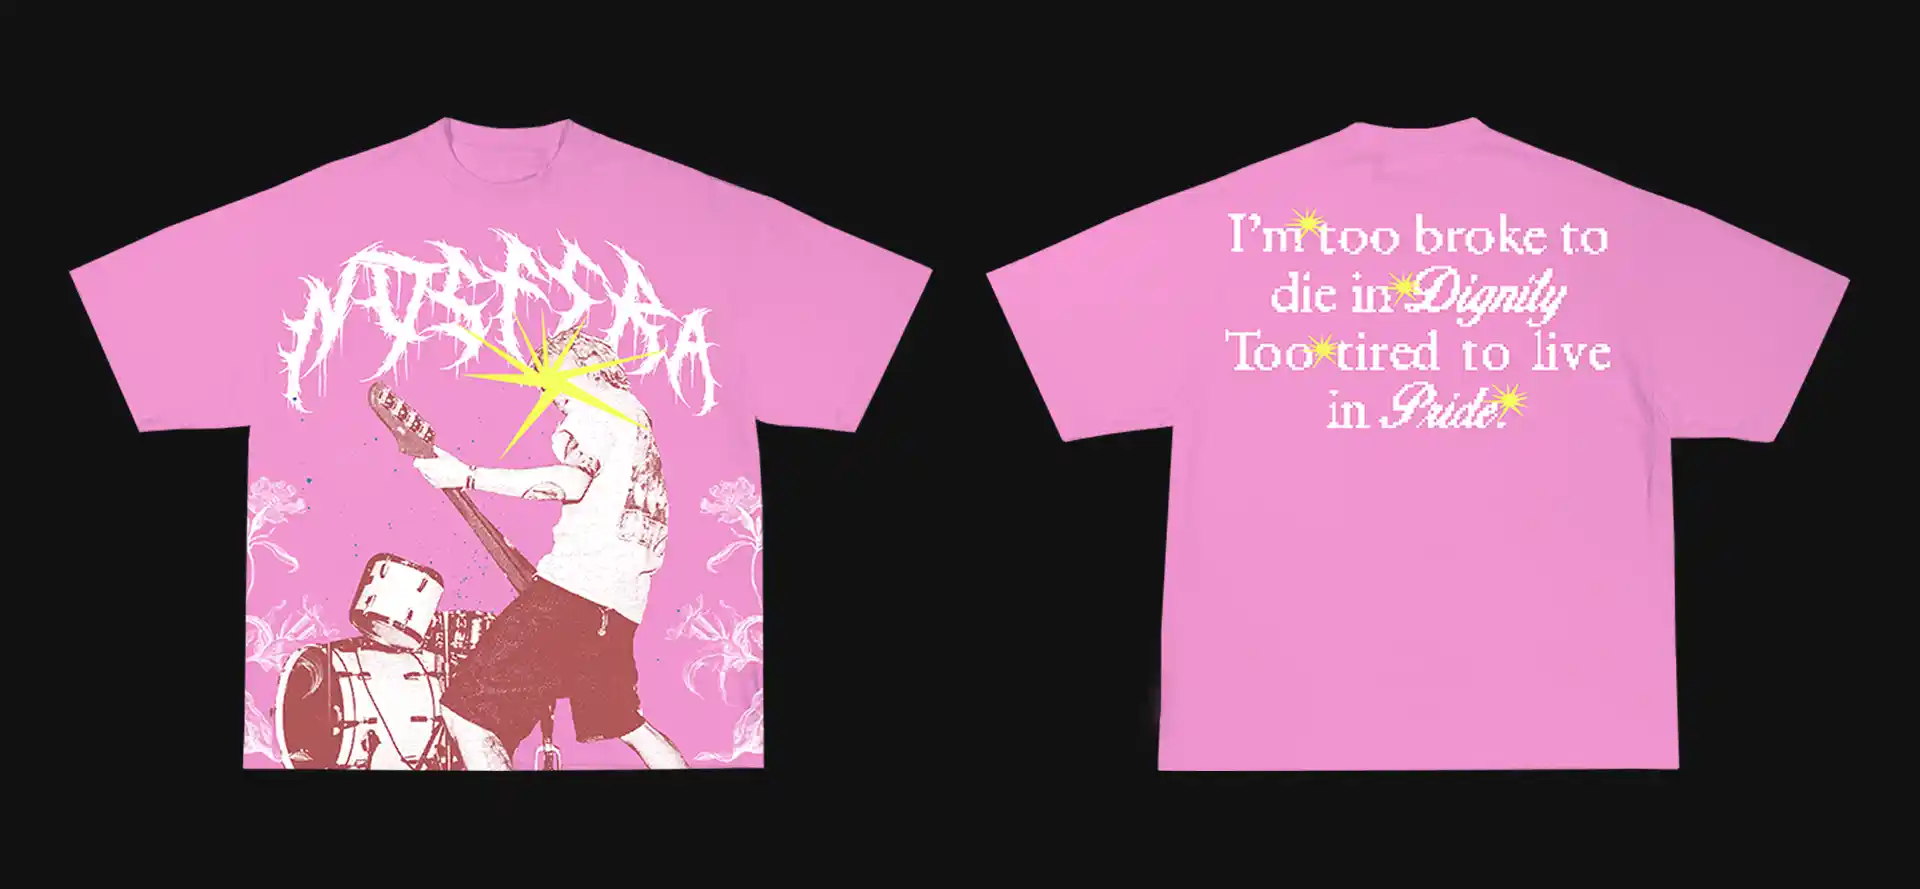 I'm too broke to
die in Dignity
Too tired to live
in Pride.